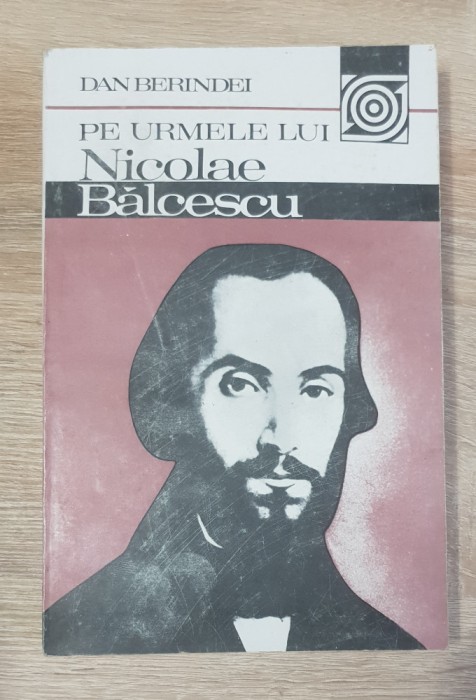 DAN BERINDEI
PE URMELE LUI
Nicolae
Bălcescu